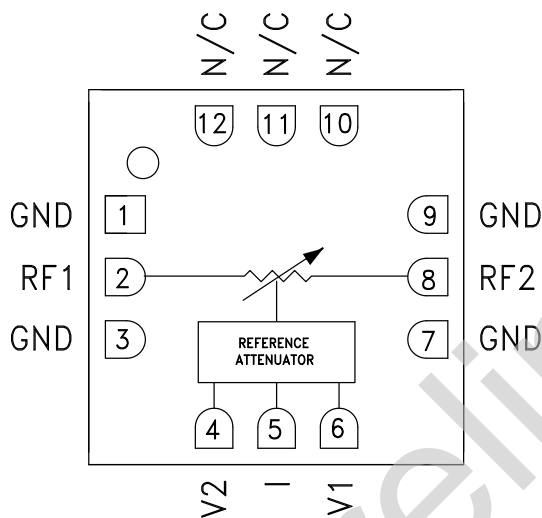 N/C N/C N/C
12 11 10
GND 1 9 GND
RF1 2 8 RF2
GND 3 7 GND
REFERENCE
ATTENUATOR
4 5 6
V2 I V1